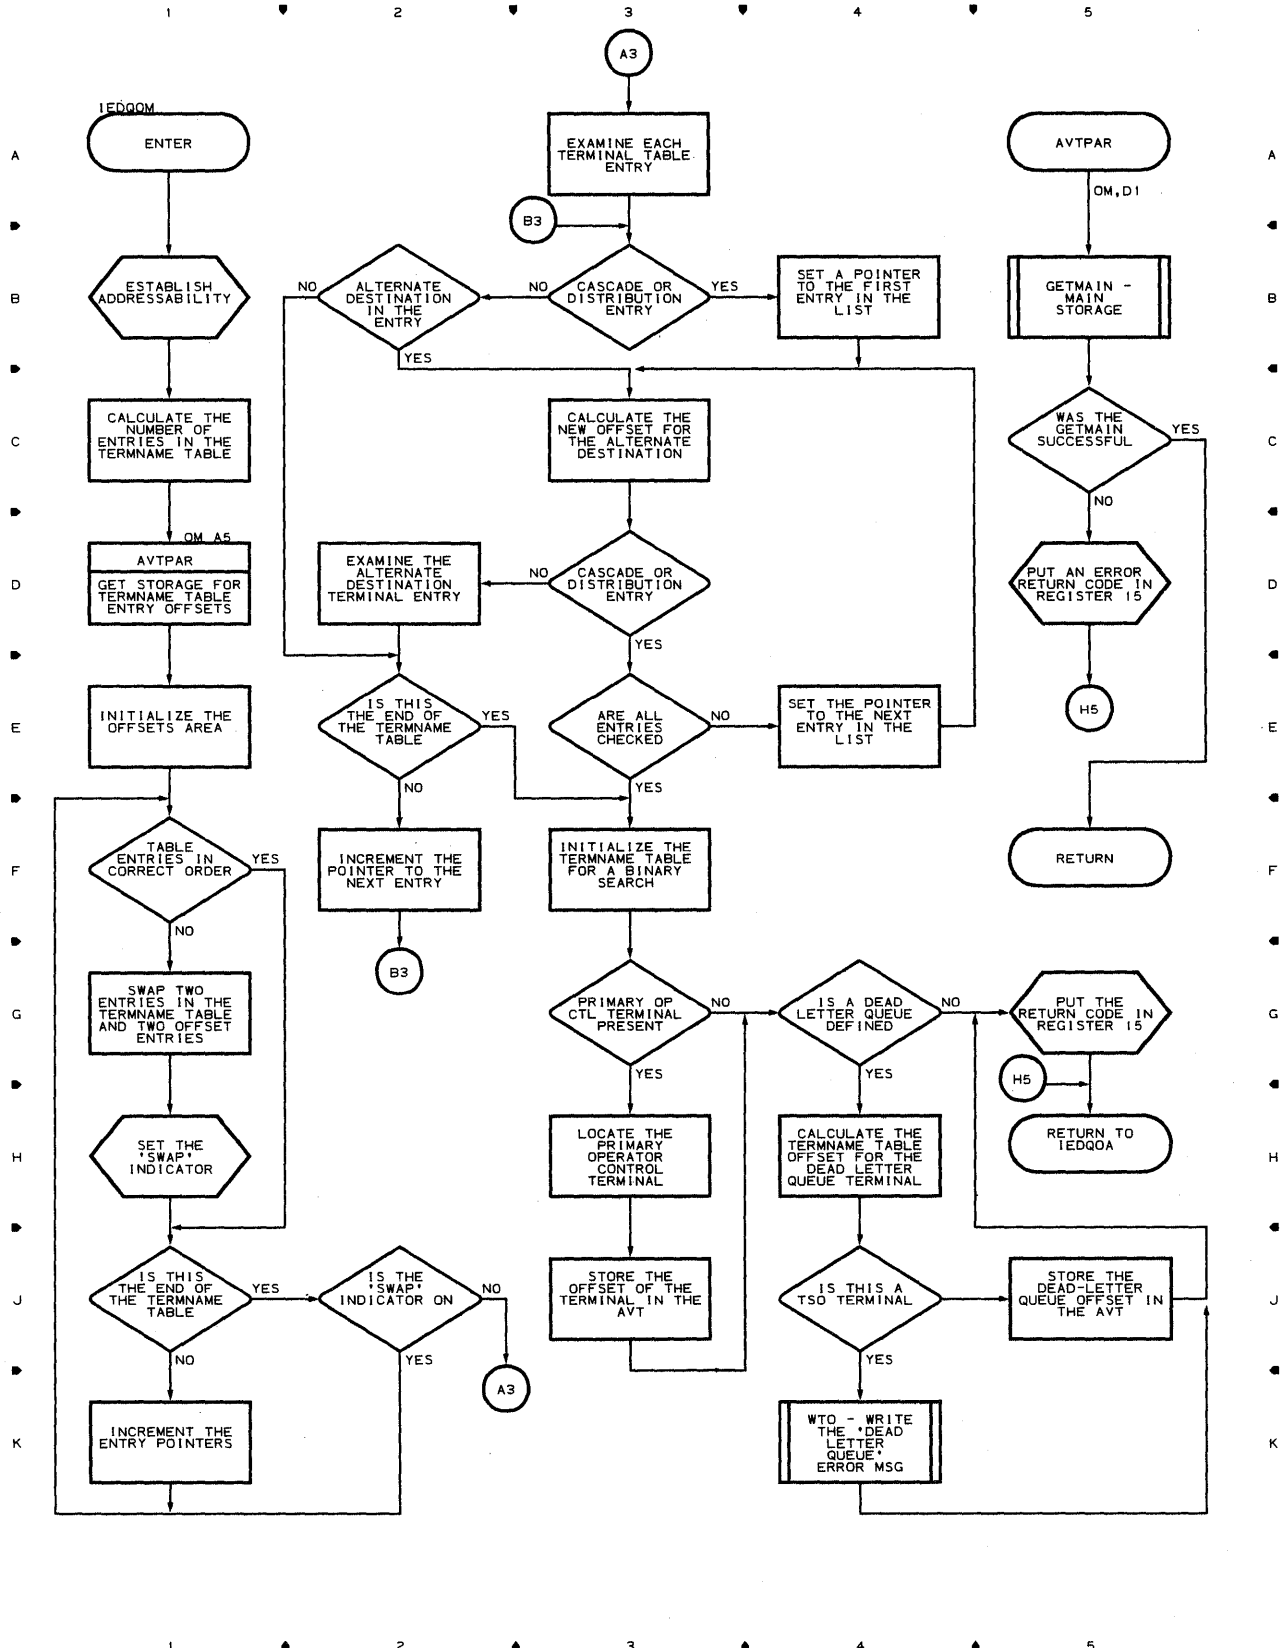 1 2 3 4 5
A3
IEDQOM
ENTER
EXAMINE EACH
TERMINAL TABLE
ENTRY
AVTPAR
A A
OM,D1
B3
ESTABLISH
ADDRESSABILITY
NO
ALTERNATE
DESTINATION
IN THE
ENTRY
YES
NO
CASCADE OR
DISTRIBUTION
ENTRY
YES
SET A POINTER
TO THE FIRST
ENTRY IN THE
LIST
GETMAIN -
MAIN
STORAGE
B B
CALCULATE THE
NUMBER OF
ENTRIES IN THE
TERMNAME TABLE
CALCULATE THE
NEW OFFSET FOR
THE ALTERNATE
DESTINATION
WAS THE
GETMAIN
SUCCESSFUL
YES
NO
C C
OM A5
AVTPAR
GET STORAGE FOR
TERMNAME TABLE
ENTRY OFFSETS
EXAMINE THE
ALTERNATE
DESTINATION
TERMINAL ENTRY
NO
CASCADE OR
DISTRIBUTION
ENTRY
YES
PUT AN ERROR
RETURN CODE IN
REGISTER 15
D D
INITIALIZE THE
OFFSETS AREA
IS THIS
THE END OF
THE TERMNAME
TABLE
YES
NO
ARE ALL
ENTRIES
CHECKED
NO
YES
SET THE POINTER
TO THE NEXT
ENTRY IN THE
LIST
H5
E E
TABLE
ENTRIES IN
CORRECT ORDER
YES
NO
INCREMENT THE
POINTER TO THE
NEXT ENTRY
INITIALIZE THE
TERMNAME TABLE
FOR A BINARY
SEARCH
RETURN
F F
SWAP TWO
ENTRIES IN THE
TERMNAME TABLE
AND TWO OFFSET
ENTRIES
B3
PRIMARY OP
CTL TERMINAL
PRESENT
NO
YES
IS A DEAD
LETTER QUEUE
DEFINED
NO
YES
PUT THE
RETURN CODE IN
REGISTER 15
G G
H5
SET THE
'SWAP'
INDICATOR
LOCATE THE
PRIMARY
OPERATOR
CONTROL
TERMINAL
CALCULATE THE
TERMNAME TABLE
OFFSET FOR THE
DEAD LETTER
QUEUE TERMINAL
RETURN TO
IEDQOA
H H
IS THIS
THE END OF
THE TERMNAME
TABLE
YES
NO
IS THE
'SWAP'
INDICATOR ON
NO
YES
STORE THE
OFFSET OF THE
TERMINAL IN THE
AVT
IS THIS A
TSO TERMINAL
YES
STORE THE
DEAD-LETTER
QUEUE OFFSET IN
THE AVT
J J
A3
INCREMENT THE
ENTRY POINTERS
WTO - WRITE
THE 'DEAD
LETTER
QUEUE'
ERROR MSG
K K
1 2 3 4 5